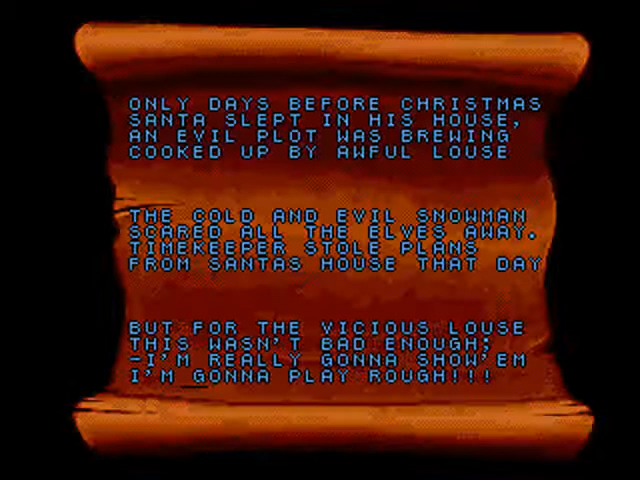 ONLY DAYS BEFORE CHRISTMAS
SANTA SLEPT IN HIS HOUSE,
AN EVIL PLOT WAS BREWING
COOKED UP BY AWFUL LOUSE
THE COLD AND EVIL SNOWMAN
SCARED ALL THE ELVES AWAY.
TIMEKEEPER STOLE PLANS
FROM SANTAS HOUSE THAT DAY
BUT FOR THE VICIOUS LOUSE
THIS WASN'T BAD ENOUGH;
-I'M REALLY GONNA SHOW'EM
I'M GONNA PLAY ROUGH!!!